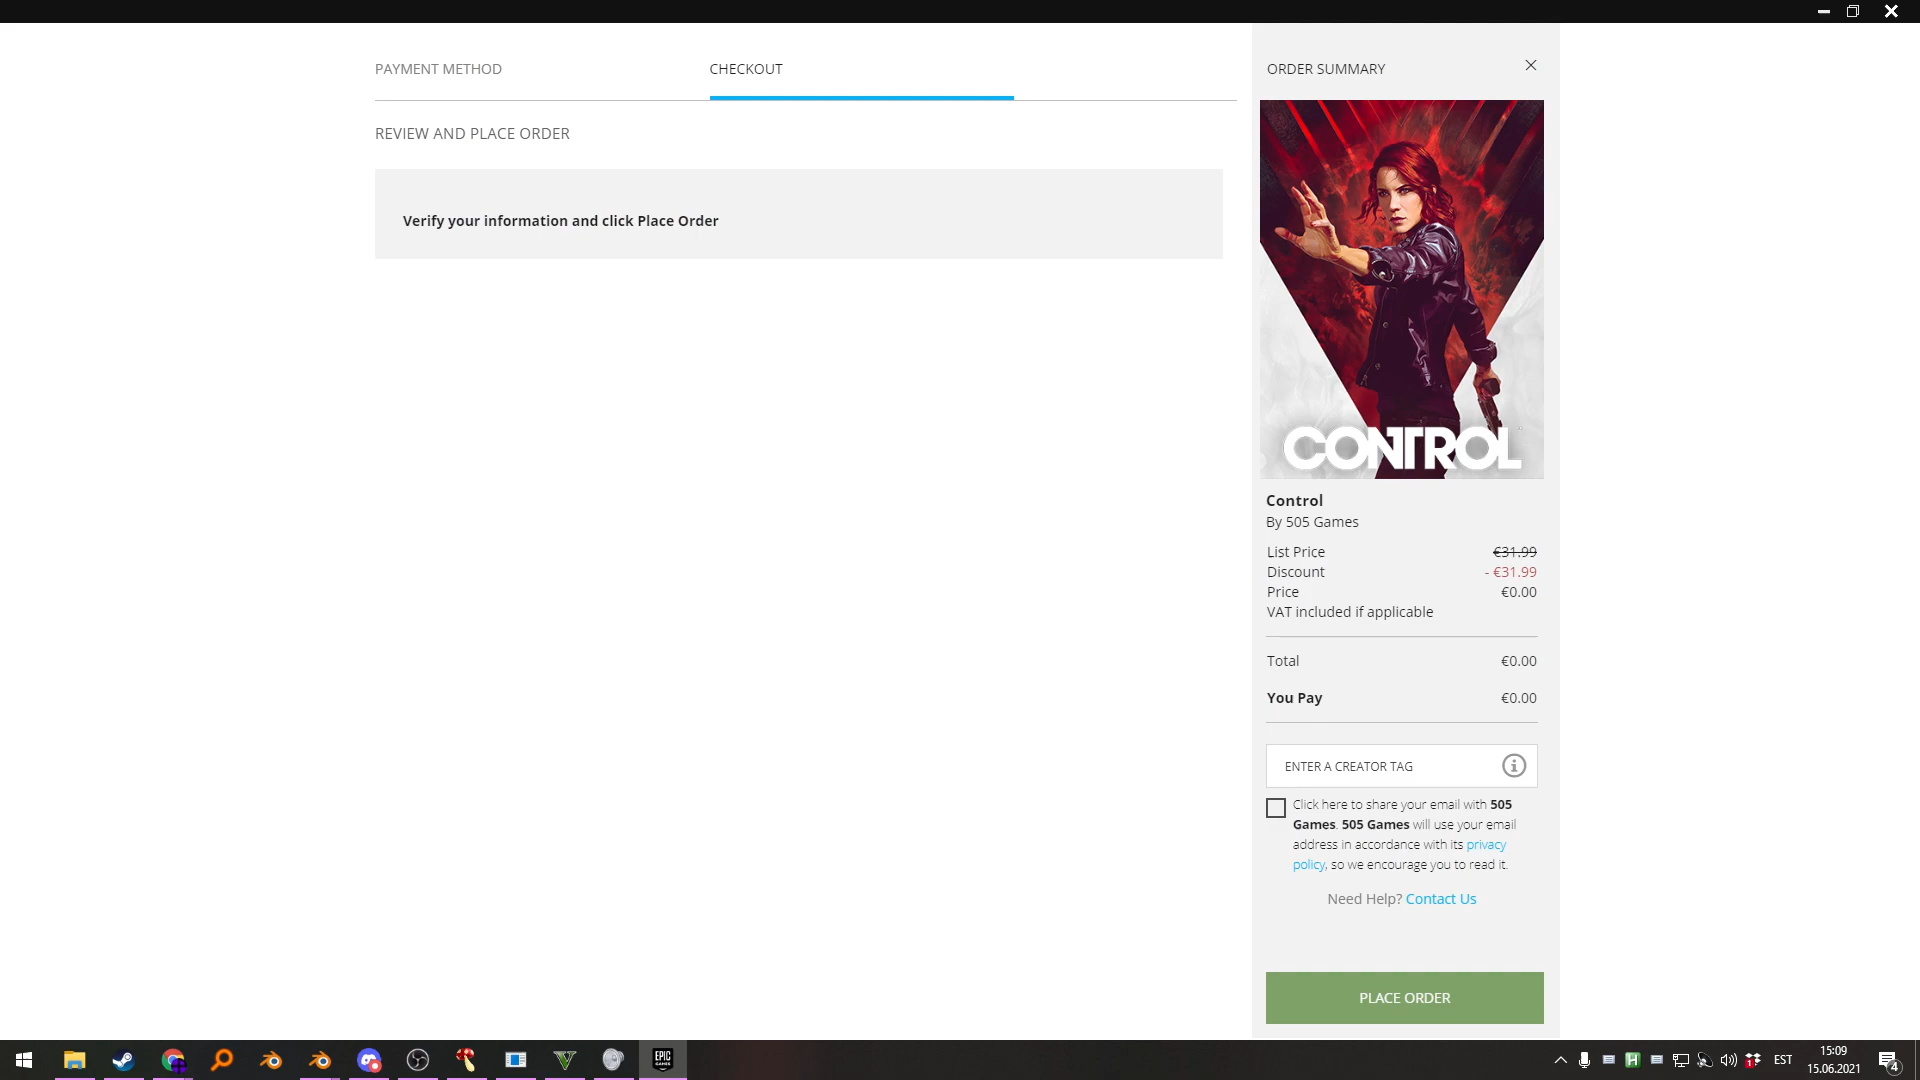 PAYMENT METHOD
CHECKOUT
REVIEW AND PLACE ORDER
Verify your information and click Place Order
ORDER SUMMARY
CONTROL
Control
By 505 Games
List Price €31.99
Discount - €31.99
Price €0.00
VAT included if applicable
Total €0.00
You Pay €0.00
ENTER A CREATOR TAG
Click here to share your email with 505
Games. 505 Games will use your email
address in accordance with its privacy
policy, so we encourage you to read it.
Need Help? Contact Us
PLACE ORDER
EPIC
GAMES
EST
15:09
15.06.2021
4